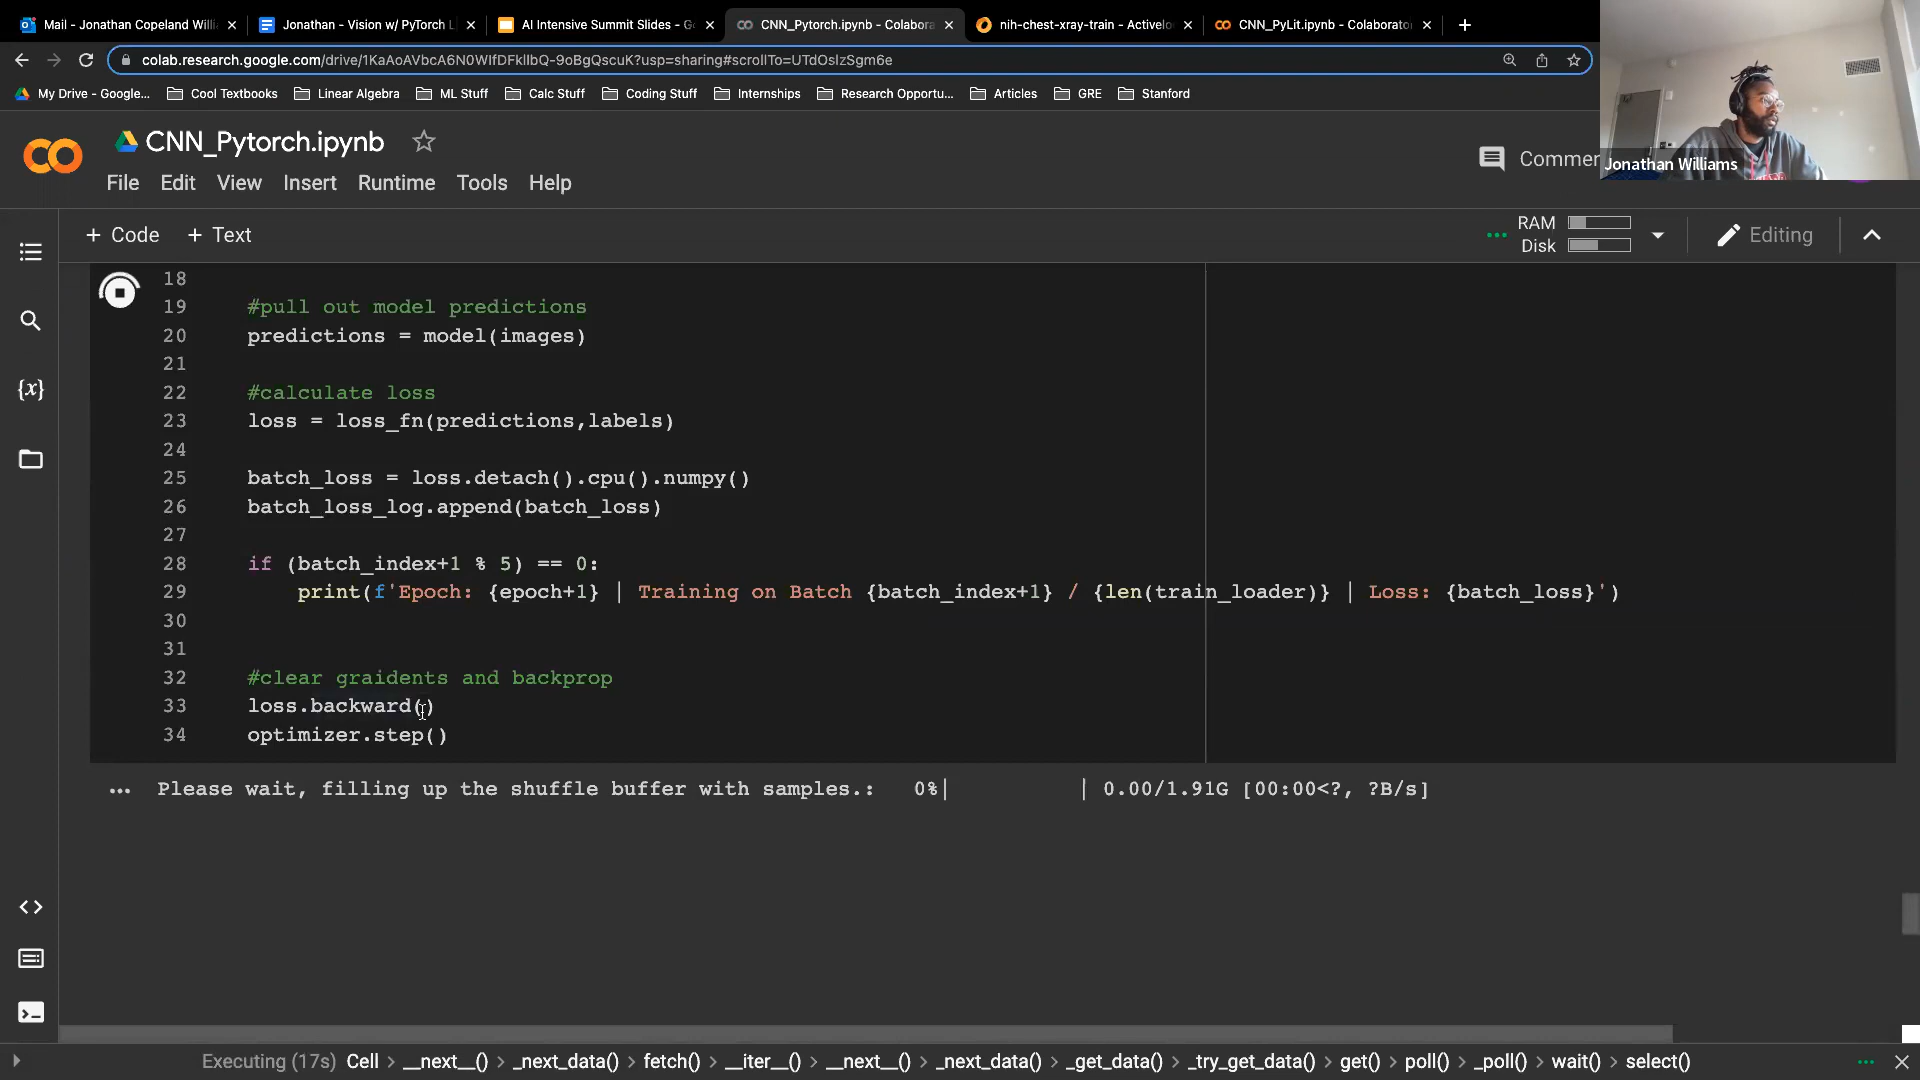 Mail - Jonathan Copeland Willi
Jonathan - Vision w/ PyTorch L
AI Intensive Summit Slides - Go
CNN_Pytorch.ipynb - Colabora
nih-chest-xray-train - Activelo
CNN_PyLit.ipynb - Colaborato
colab.research.google.com/drive/1KaAoAVbcA6N0WIfDFklIbQ-9oBgQscuK?usp=sharing#scrollTo=UTdOsIzSgm6e
My Drive - Google...
Cool Textbooks
Linear Algebra
ML Stuff
Calc Stuff
Coding Stuff
Internships
Research Opportu...
Articles
GRE
Stanford
CNN_Pytorch.ipynb
Commen
Jonathan Williams
File Edit View Insert Runtime Tools Help
+ Code + Text
RAM
Disk
Editing
18
19 #pull out model predictions
20 predictions = model(images)
21
22 #calculate loss
23 loss = loss_fn(predictions,labels)
24
25 batch_loss = loss.detach().cpu().numpy()
26 batch_loss_log.append(batch_loss)
27
28 if (batch_index+1 % 5) == 0:
29 print(f'Epoch: {epoch+1} | Training on Batch {batch_index+1} / {len(train_loader)} | Loss: {batch_loss}')
30
31
32 #clear graidents and backprop
33 loss.backward()
34 optimizer.step()
... Please wait, filling up the shuffle buffer with samples.: 0%| | 0.00/1.91G [00:00<?, ?B/s]
Executing (17s) Cell > __next__() > _next_data() > fetch() > __iter__() > __next__() > _next_data() > _get_data() > _try_get_data() > get() > poll() > _poll() > wait() > select()